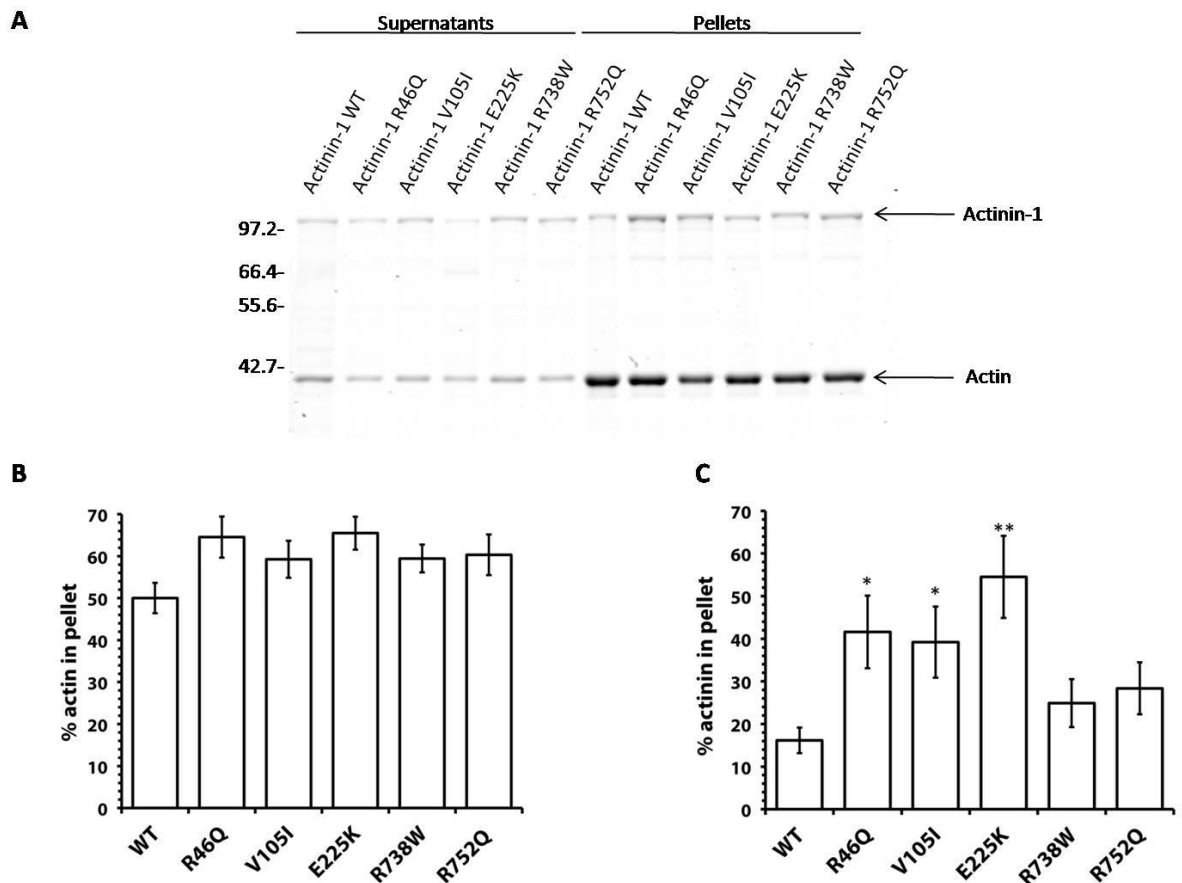 A
Supernatants
Pellets
Actinin-1 WT
Actinin-1 R46Q
Actinin-1 V105I
Actinin-1 E225K
Actinin-1 R738W
Actinin-1 R752Q
Actinin-1 WT
Actinin-1 R46Q
Actinin-1 V105I
Actinin-1 E225K
Actinin-1 R738W
Actinin-1 R752Q
97.2-
66.4-
55.6-
42.7-
Actinin-1
Actin
B
% actin in pellet
70
60
50
40
30
20
10
0
WT
R46Q
V105I
E225K
R738W
R752Q
C
% actinin in pellet
70
60
50
40
30
20
10
0
*
*
**
WT
R46Q
V105I
E225K
R738W
R752Q